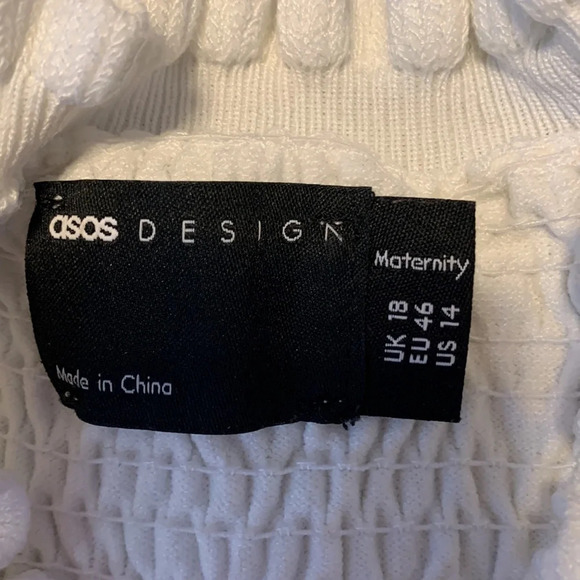 asos DESIGN
Made in China
Maternity
UK 18
EU 46
US 14